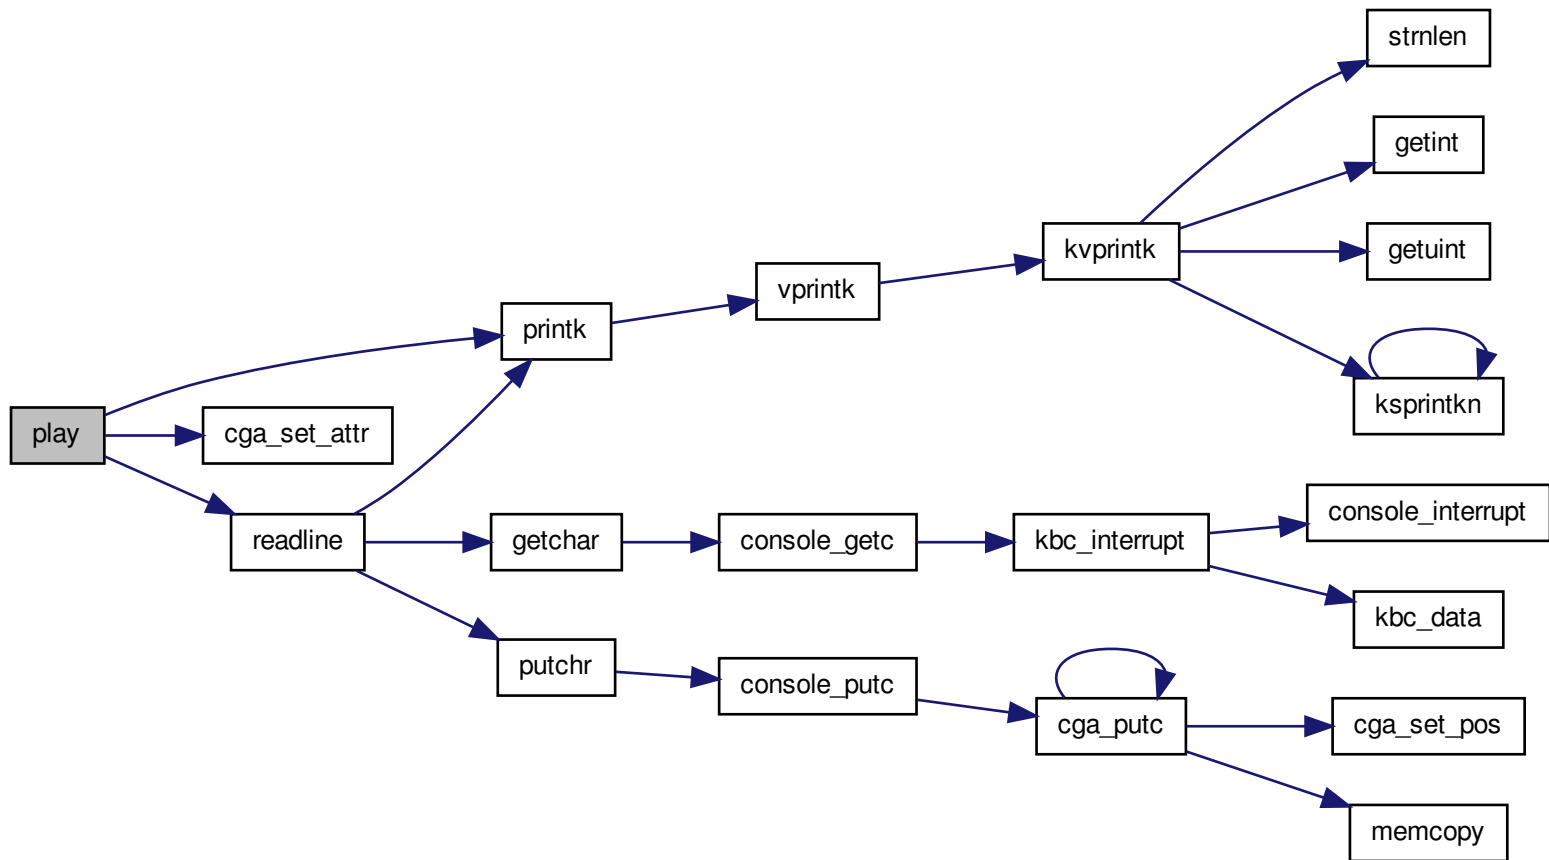 strnlen
getint
kvprintk
getuint
vprintk
printk
ksprintkn
play
cga_set_attr
console_interrupt
readline
getchar
console_getc
kbc_interrupt
kbc_data
putchr
console_putc
cga_putc
cga_set_pos
memcopy